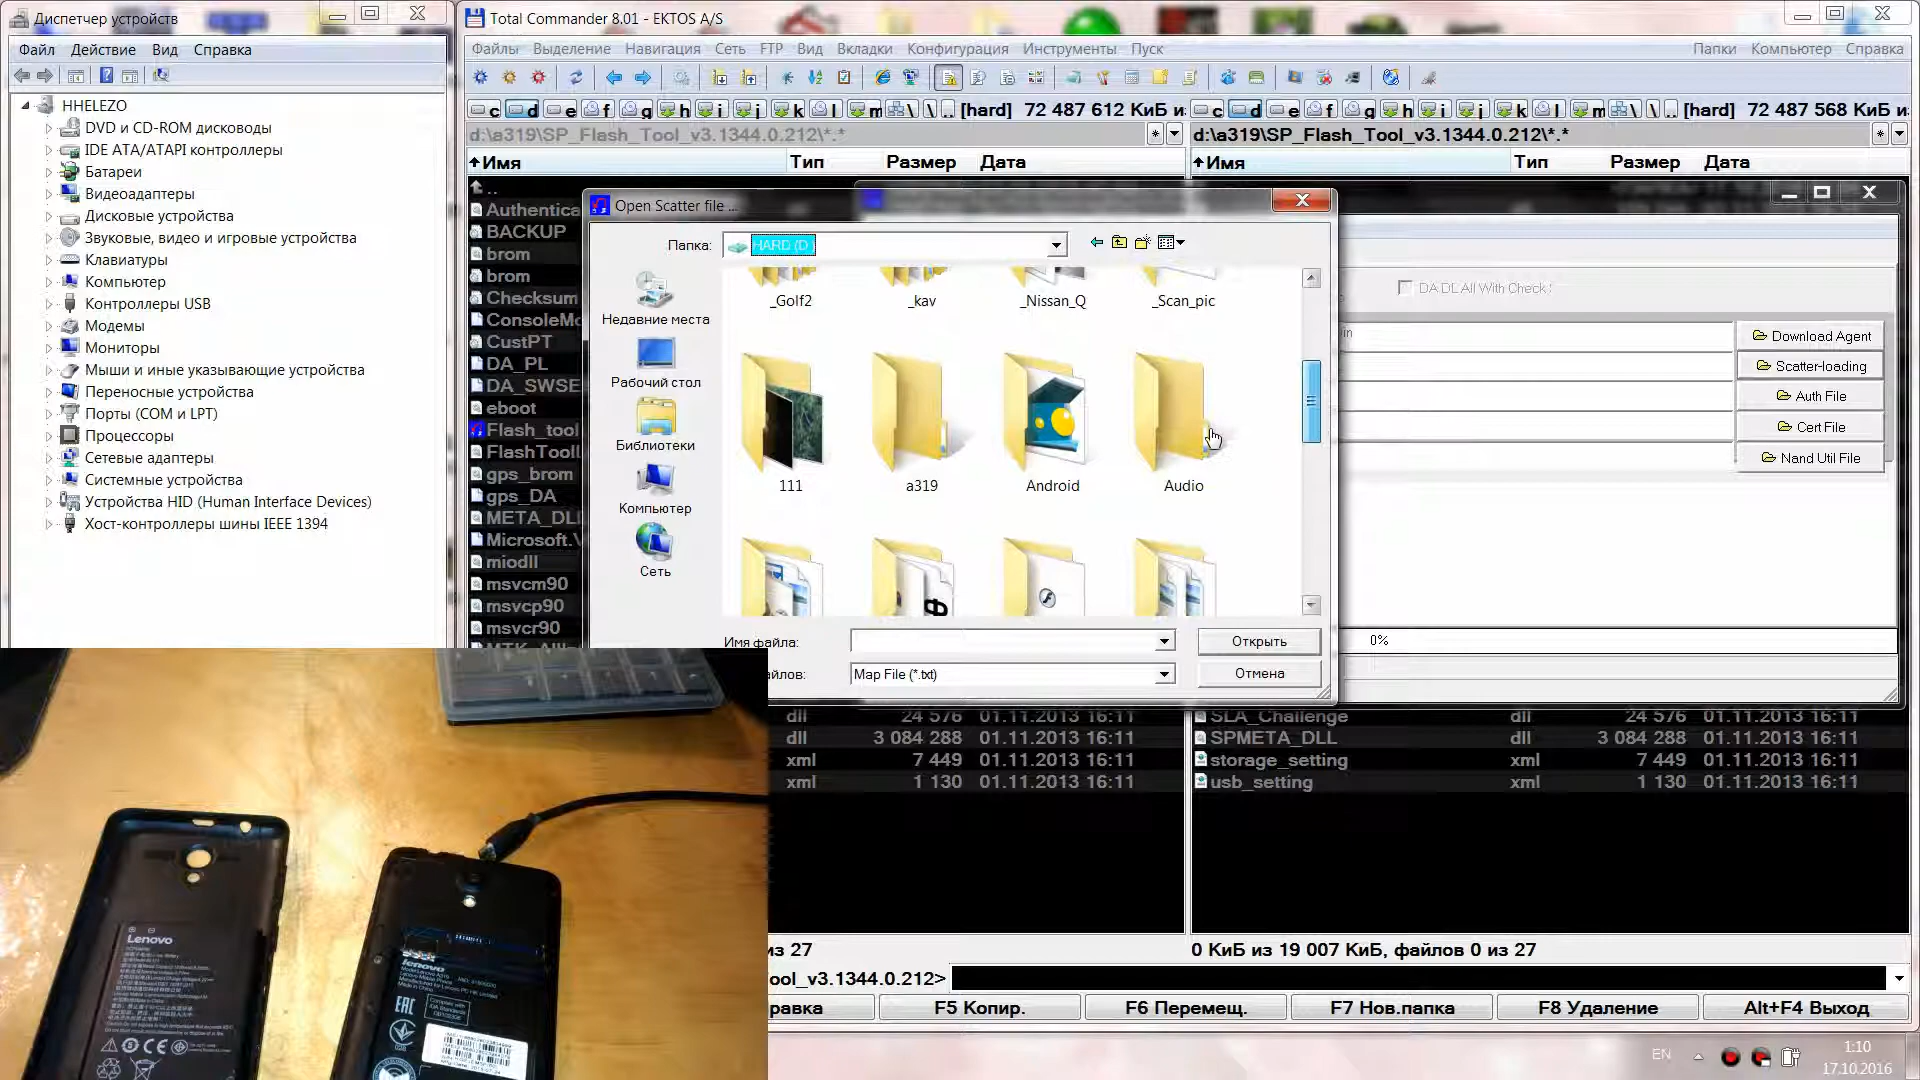 Диспетчер устройств
Файл Действие Вид Справка
HHELEZO
DVD и CD-ROM дисководы
IDE ATA/ATAPI контроллеры
Батареи
Видеоадаптеры
Дисковые устройства
Звуковые, видео и игровые устройства
Клавиатуры
Компьютер
Контроллеры USB
Модемы
Мониторы
Мыши и иные указывающие устройства
Переносные устройства
Порты (COM и LPT)
Процессоры
Сетевые адаптеры
Системные устройства
Устройства HID (Human Interface Devices)
Хост-контроллеры шины IEEE 1394
Total Commander 8.01 - EKTOS A/S
Файлы Выделение Навигация Сеть FTP Вид Вкладки Конфигурация Инструменты Пуск Папки Компьютер Справка
c d e f g h i j k l m \ \ .. [hard] 72 487 612 КиБ из
c d e f g h i j k l m \ \ .. [hard] 72 487 568 КиБ из
d:\a319\SP_Flash_Tool_v3.1344.0.212\*.*
d:\a319\SP_Flash_Tool_v3.1344.0.212\*.*
Имя Тип Размер Дата
Имя Тип Размер Дата
..
Authentica
BACKUP
brom
brom
Checksum
ConsoleMo
CustPT
DA_PL
DA_SWSE
eboot
Flash_tool
FlashTooll
gps_brom
gps_DA
META_DLL
Microsoft.V
miodll
msvcm90
msvcp90
msvcr90
Open Scatter file ...
Папка: HARD (D:
Недавние места
Рабочий стол
Библиотеки
Компьютер
Сеть
_Golf2 _kav _Nissan_Q _Scan_pic
111 a319 Android Audio
Имя файла: Открыть
йлов: Map File (*.txt) Отмена
DA DL All With Check
in
Download Agent
Scatter-loading
Auth File
Cert File
Nand Util File
0%
dll 24 576 01.11.2013 16:11
dll 3 084 288 01.11.2013 16:11
xml 7 449 01.11.2013 16:11
xml 1 130 01.11.2013 16:11
SLA_Challenge dll 24 576 01.11.2013 16:11
SPMETA_DLL dll 3 084 288 01.11.2013 16:11
storage_setting xml 7 449 01.11.2013 16:11
usb_setting xml 1 130 01.11.2013 16:11
из 27
0 КиБ из 19 007 КиБ, файлов 0 из 27
Tool_v3.1344.0.212>
равка F5 Копир. F6 Перемещ. F7 Нов.папка F8 Удаление Alt+F4 Выход
EN
1:10
17.10.2016
Lenovo
lenovo
EAC
CE